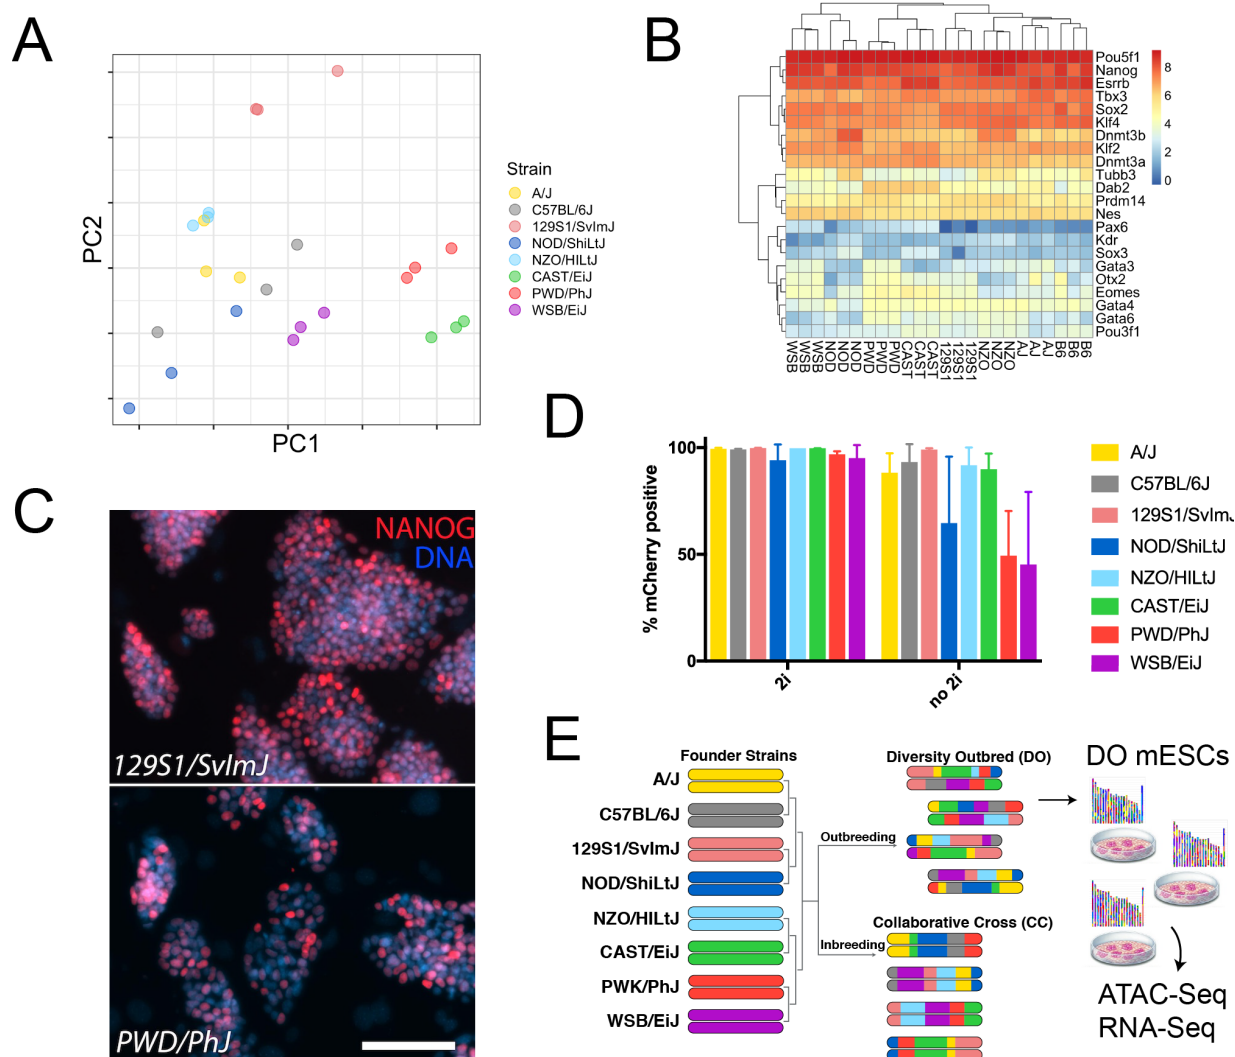 A
PC2
PC1
Strain
A/J
C57BL/6J
129S1/SvImJ
NOD/ShiLtJ
NZO/HILtJ
CAST/EiJ
PWD/PhJ
WSB/EiJ
B
Pou5f1
Nanog
Esrrb
Tbx3
Sox2
Klf4
Dnmt3b
Klf2
Dnmt3a
Tubb3
Dab2
Prdm14
Nes
Pax6
Kdr
Sox3
Gata3
Otx2
Eomes
Gata4
Gata6
Pou3f1
8
6
4
2
0
WSB
WSB
WSB
NOD
NOD
NOD
PWD
PWD
PWD
CAST
CAST
CAST
129S1
129S1
129S1
NZO
NZO
NZO
AJ
AJ
AJ
B6
B6
B6
C
NANOG
DNA
129S1/SvImJ
PWD/PhJ
D
% mCherry positive
100
50
0
2i
no 2i
A/J
C57BL/6J
129S1/SvImJ
NOD/ShiLtJ
NZO/HILtJ
CAST/EiJ
PWD/PhJ
WSB/EiJ
E
Founder Strains
A/J
C57BL/6J
129S1/SvImJ
NOD/ShiLtJ
NZO/HILtJ
CAST/EiJ
PWK/PhJ
WSB/EiJ
Outbreeding
Inbreeding
Diversity Outbred (DO)
Collaborative Cross (CC)
DO mESCs
ATAC-Seq
RNA-Seq